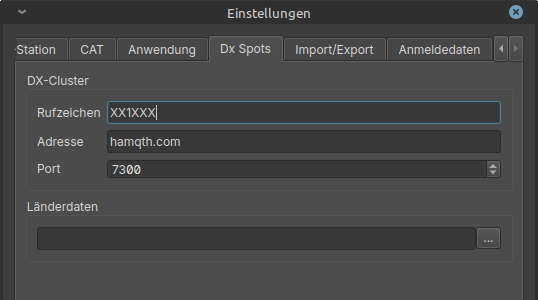 Einstellungen
Station CAT Anwendung Dx Spots Import/Export Anmeldedaten
DX-Cluster
Rufzeichen XX1XXX
Adresse hamqth.com
Port 7300
Länderdaten
...